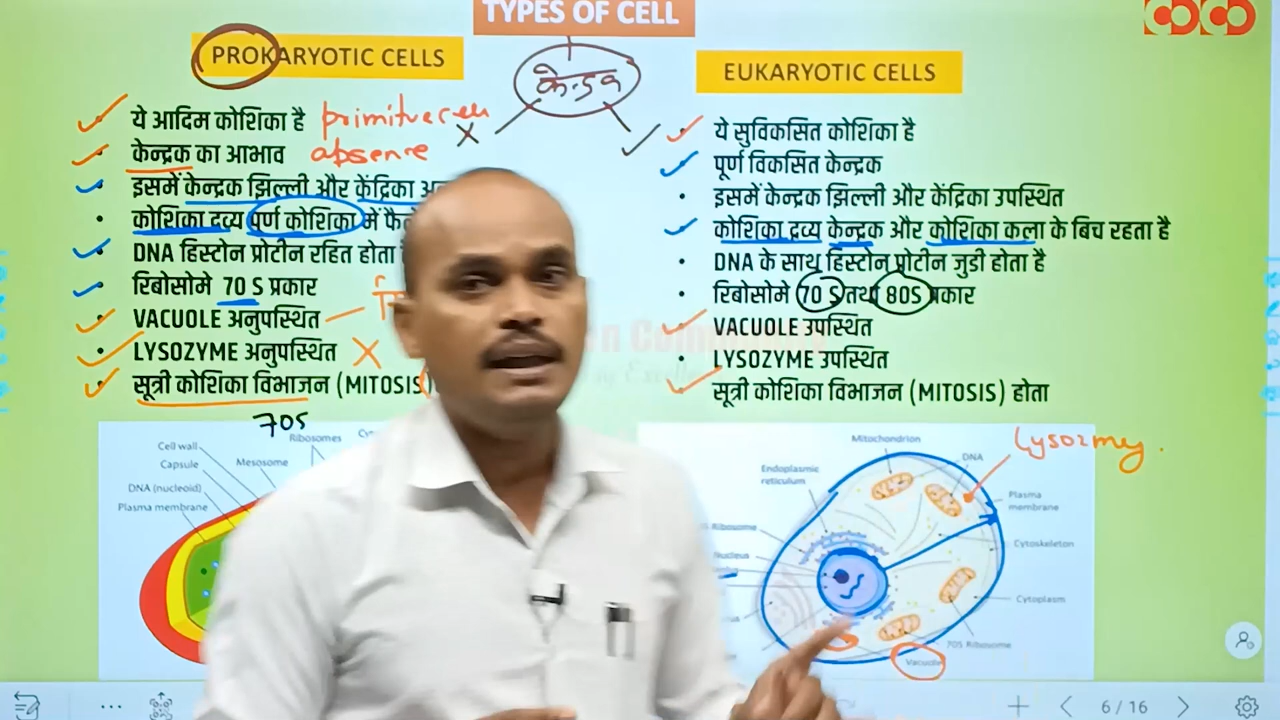 TYPES OF CELL
PROKARYOTIC CELLS
केन्द्रक
ये आदिम कोशिका है primitive cell
केन्द्रक का आभाव absence
इसमें केन्द्रक झिल्ली और केंद्रिका
कोशिका द्रव्य पूर्ण कोशिका में
DNA हिस्टोन प्रोटीन रहित होता
रिबोसोमे 70 S प्रकार
VACUOLE अनुपस्थित
LYSOZYME अनुपस्थित
सूत्री कोशिका विभाजन (MITOSIS)
70S
Ribosomes
Cell wall
Capsule
Mesosome
DNA (nucleoid)
Plasma membrane
EUKARYOTIC CELLS
ये सुविकसित कोशिका है
पूर्ण विकसित केन्द्रक
इसमें केन्द्रक झिल्ली और केंद्रिका उपस्थित
कोशिका द्रव्य केन्द्रक और कोशिका कला के बिच रहता है
DNA के साथ हिस्टोन प्रोटीन जुडी होता है
रिबोसोमे 70 S तथा 80S प्रकार
VACUOLE उपस्थित
LYSOZYME उपस्थित
सूत्री कोशिका विभाजन (MITOSIS) होता
Lysozmy
Mitochondrion
DNA
Endoplasmic
reticulum
Plasma
membrane
Ribosome
Cytoskeleton
Nucleus
Cytoplasm
70S Ribosome
Vacuole
6 / 16